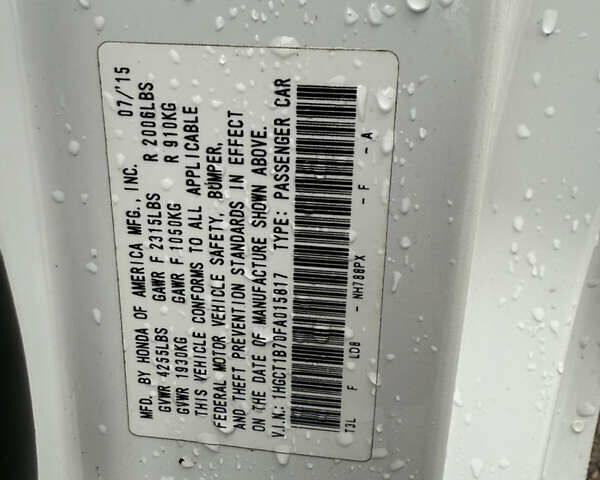 MFD. BY HONDA OF AMERICA MFG., INC. 07/'15
GVWR 4255LBS GAWR F 2315LBS R 2006LBS
GVWR 1930KG GAWR F 1050KG R 910KG
THIS VEHICLE CONFORMS TO ALL APPLICABLE
FEDERAL MOTOR VEHICLE SAFETY, BUMPER,
AND THEFT PREVENTION STANDARDS IN EFFECT
ON THE DATE OF MANUFACTURE SHOWN ABOVE.
V.I.N: 1HGCT1B70FA015817 TYPE: PASSENGER CAR
T3L F LD8 - NH788PX - F - A